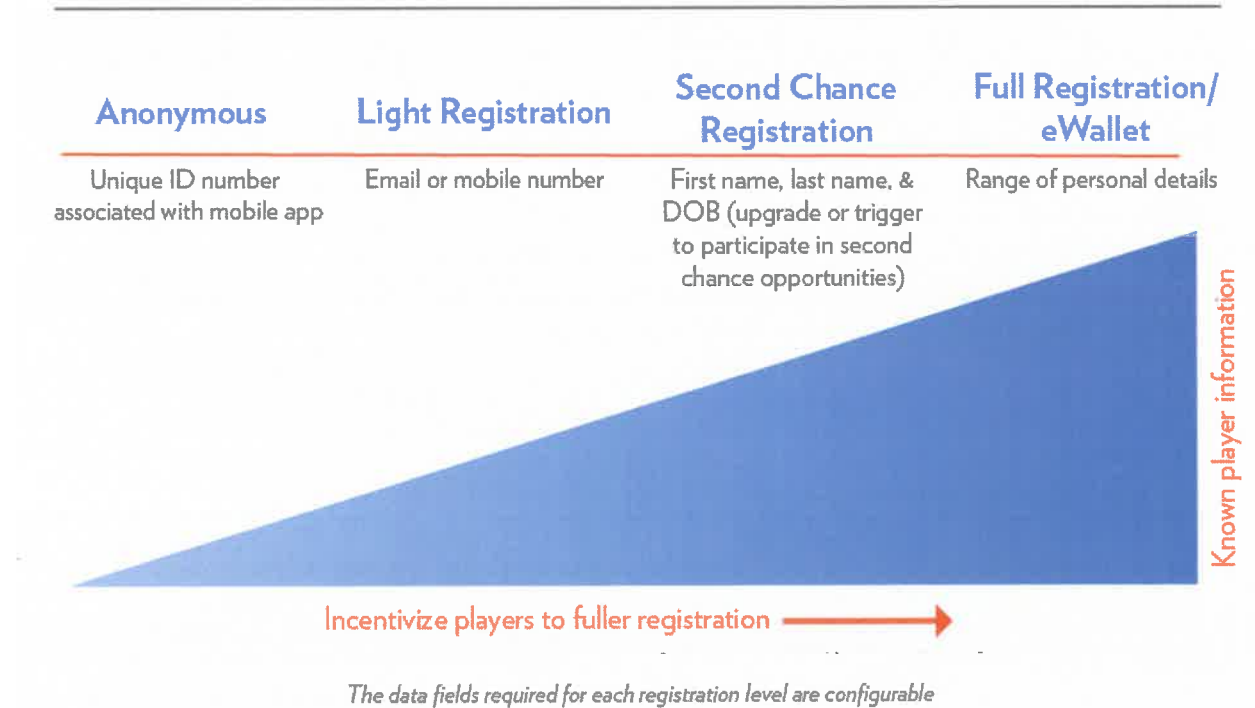 Anonymous
Unique ID number
associated with mobile app
Light Registration
Email or mobile number
Second Chance
Registration
First name, last name, &
DOB (upgrade or trigger
to participate in second
chance opportunities)
Full Registration/
eWallet
Range of personal details
Known player information
Incentivize players to fuller registration
The data fields required for each registration level are configurable